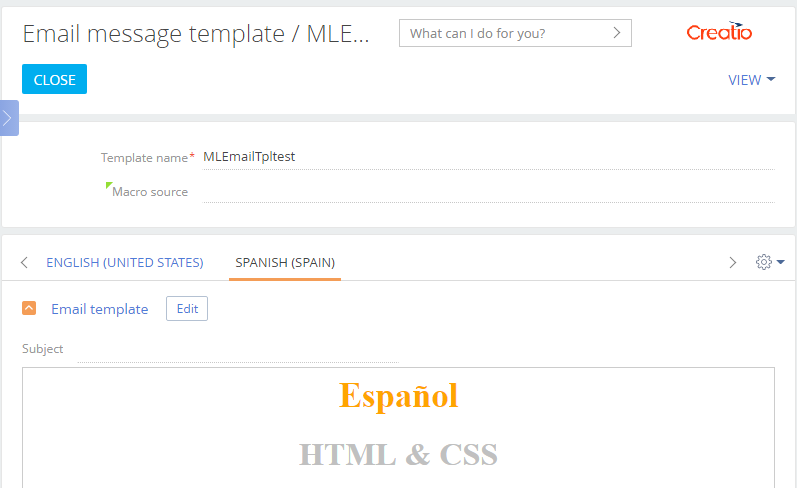 Email message template / MLE...
What can I do for you?
Creatio
CLOSE
VIEW
Template name*
MLEmailTpltest
Macro source
ENGLISH (UNITED STATES)
SPANISH (SPAIN)
Email template
Edit
Subject
Español
HTML & CSS